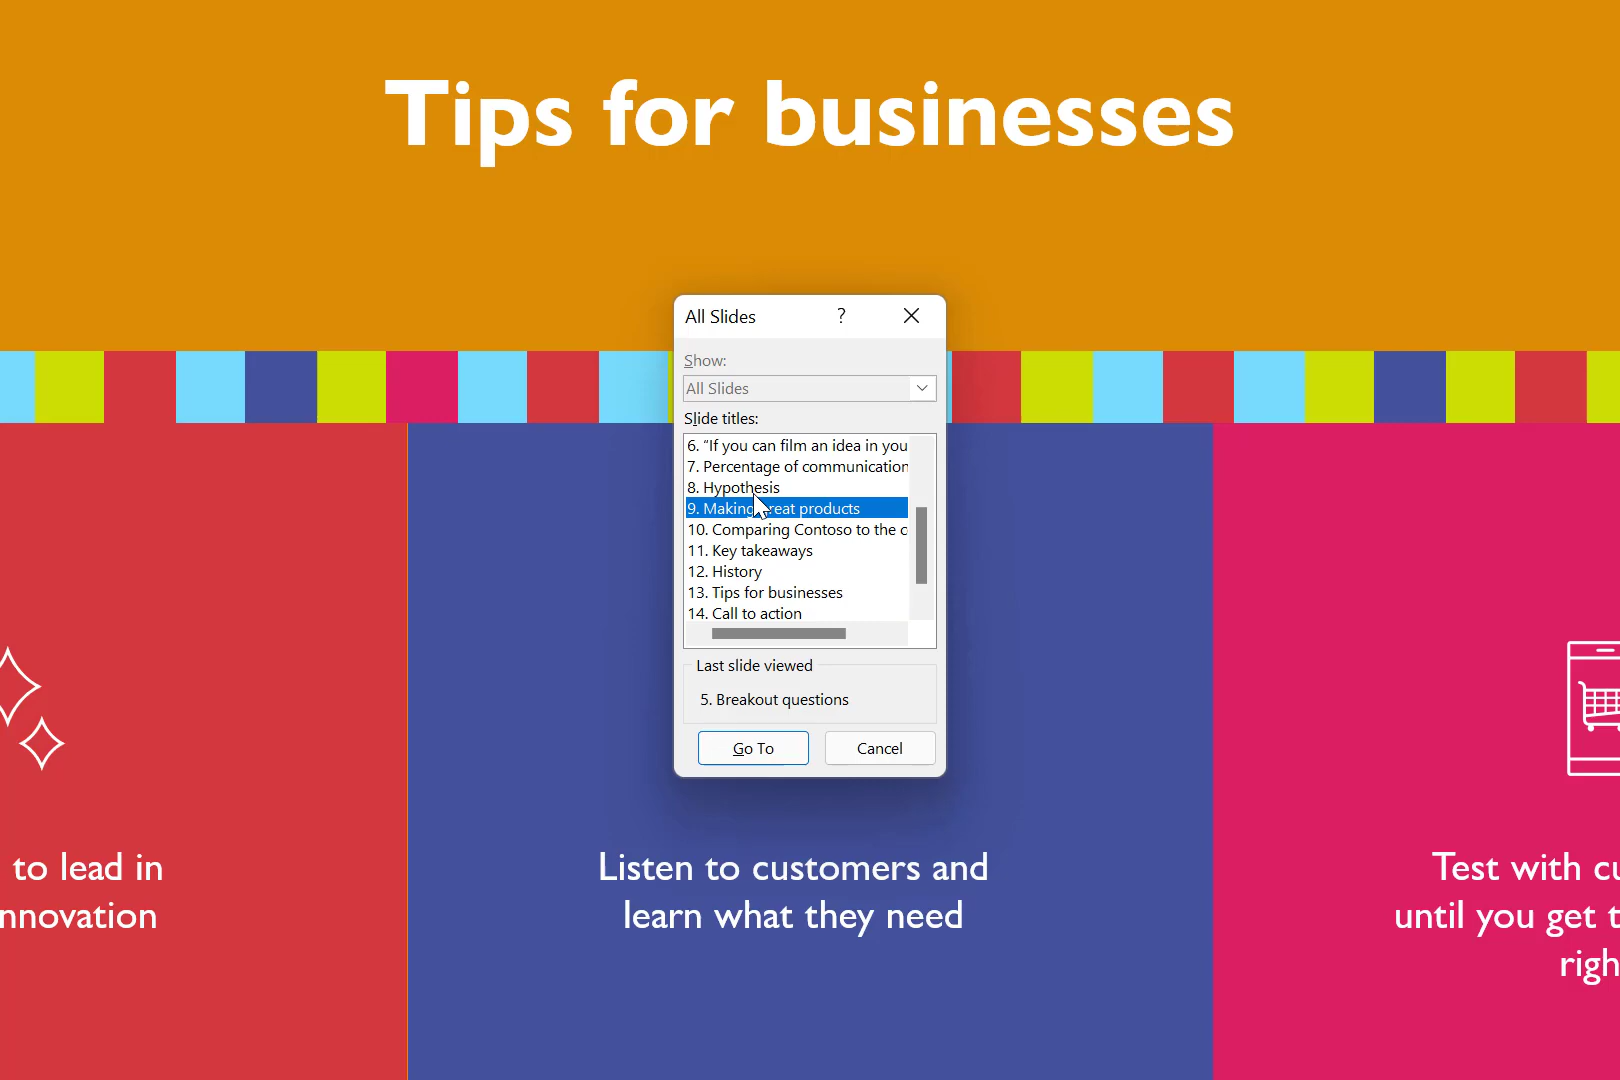 Tips for businesses
All Slides
?
Show:
All Slides
Slide titles:
6. “If you can film an idea in you
7. Percentage of communication
8. Hypothesis
9. Making great products
10. Comparing Contoso to the c
11. Key takeaways
12. History
13. Tips for businesses
14. Call to action
Last slide viewed
5. Breakout questions
Go To
Cancel
to lead in
nnovation
Listen to customers and
learn what they need
Test with cu
until you get t
righ